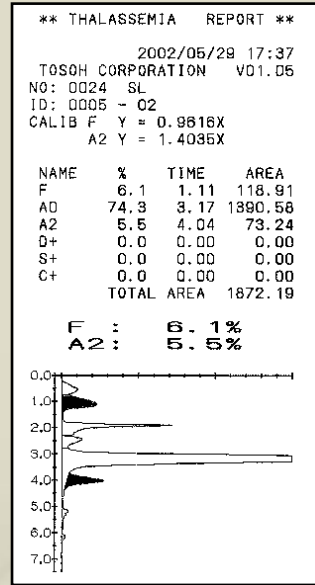 ** THALASSEMIA REPORT **
2002/05/29 17:37
TOSOH CORPORATION V01.05
NO: 0024 SL
ID: 0005 - 02
CALIB F Y = 0.9616X
A2 Y = 1.4035X
NAME % TIME AREA
F 6.1 1.11 118.91
A0 74.3 3.17 1390.58
A2 5.5 4.04 73.24
D+ 0.0 0.00 0.00
S+ 0.0 0.00 0.00
C+ 0.0 0.00 0.00
TOTAL AREA 1872.19
F : 6.1%
A2: 5.5%
0.0
1.0
2.0
3.0
4.0
5.0
6.0
7.0